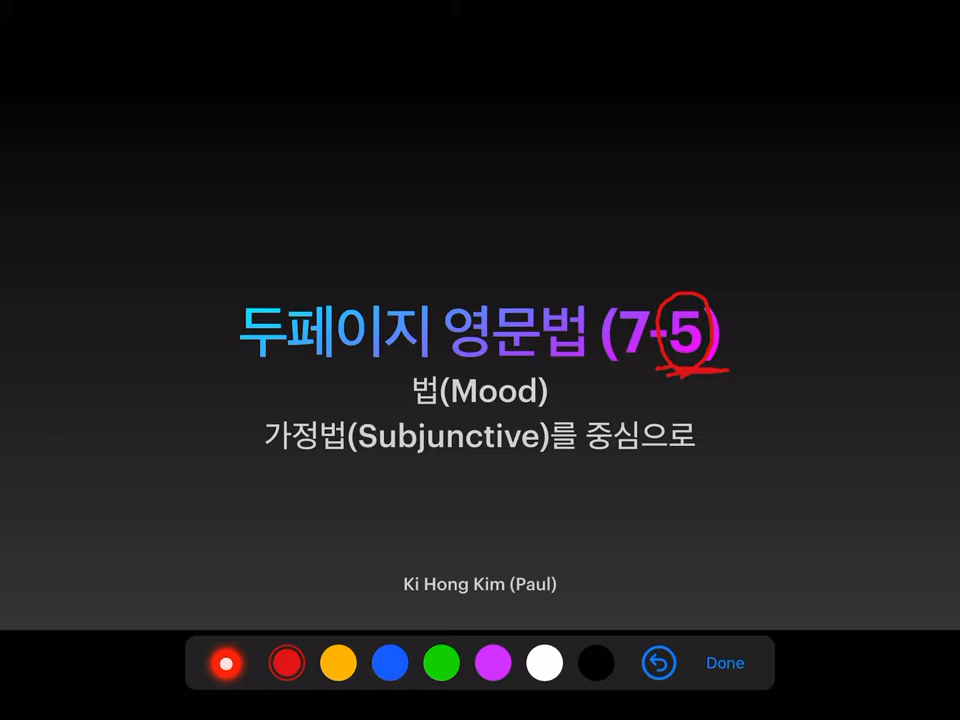 두페이지 영문법 (7-5)
법(Mood)
가정법(Subjunctive)를 중심으로
Ki Hong Kim (Paul)
Done